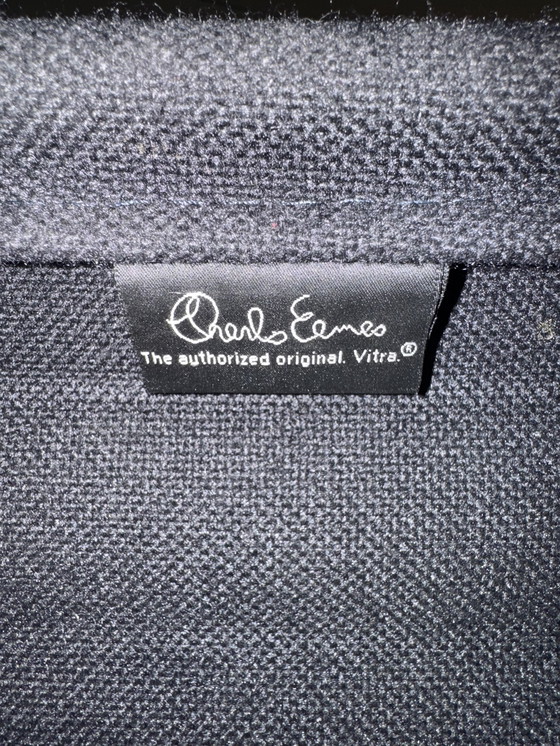 Charles Eames
The authorized original. Vitra.®